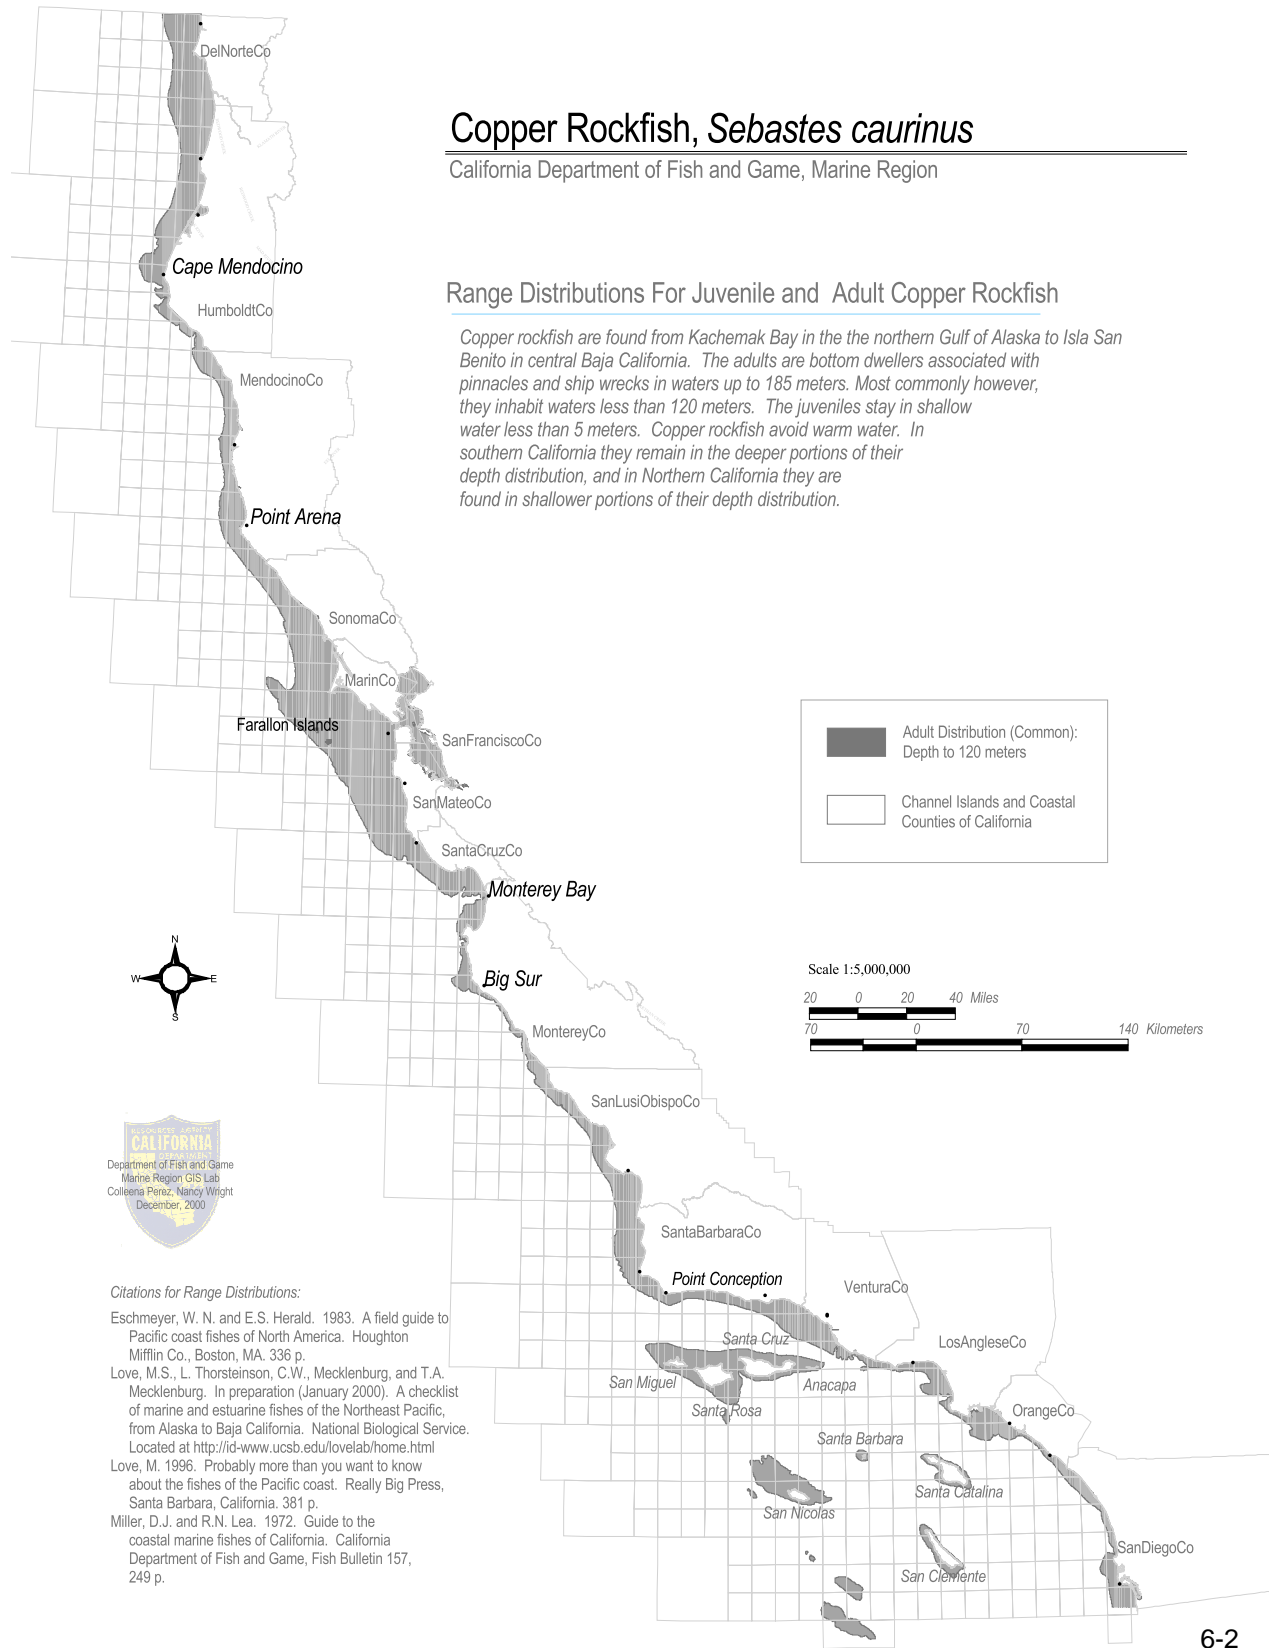 DelNorteCo
Copper Rockfish, Sebastes caurinus
California Department of Fish and Game, Marine Region
Cape Mendocino
HumboldtCo
Range Distributions For Juvenile and Adult Copper Rockfish
Copper rockfish are found from Kachemak Bay in the the northern Gulf of Alaska to Isla San
Benito in central Baja California. The adults are bottom dwellers associated with
pinnacles and ship wrecks in waters up to 185 meters. Most commonly however,
they inhabit waters less than 120 meters. The juveniles stay in shallow
water less than 5 meters. Copper rockfish avoid warm water. In
southern California they remain in the deeper portions of their
depth distribution, and in Northern California they are
found in shallower portions of their depth distribution.
MendocinoCo
Point Arena
SonomaCo
MarinCo
Farallon Islands
SanFranciscoCo
SanMateoCo
SantaCruzCo
Monterey Bay
Big Sur
MontereyCo
SanLusiObispoCo
SantaBarbaraCo
Point Conception
VenturaCo
LosAngleseCo
Santa Cruz
San Miguel
Anacapa
Santa Rosa
OrangeCo
Santa Barbara
Santa Catalina
San Nicolas
SanDiegoCo
San Clemente
Adult Distribution (Common):
Depth to 120 meters
Channel Islands and Coastal
Counties of California
N
W
E
S
Scale 1:5,000,000
20 0 20 40 Miles
70 0 70 140 Kilometers
RESOURCES AGENCY
CALIFORNIA
DEPARTMENT
Department of Fish and Game
Marine Region GIS Lab
Colleena Perez, Nancy Wright
December, 2000
Citations for Range Distributions:
Eschmeyer, W. N. and E.S. Herald. 1983. A field guide to
Pacific coast fishes of North America. Houghton
Mifflin Co., Boston, MA. 336 p.
Love, M.S., L. Thorsteinson, C.W., Mecklenburg, and T.A.
Mecklenburg. In preparation (January 2000). A checklist
of marine and estuarine fishes of the Northeast Pacific,
from Alaska to Baja California. National Biological Service.
Located at http://id-www.ucsb.edu/lovelab/home.html
Love, M. 1996. Probably more than you want to know
about the fishes of the Pacific coast. Really Big Press,
Santa Barbara, California. 381 p.
Miller, D.J. and R.N. Lea. 1972. Guide to the
coastal marine fishes of California. California
Department of Fish and Game, Fish Bulletin 157,
249 p.
6-2